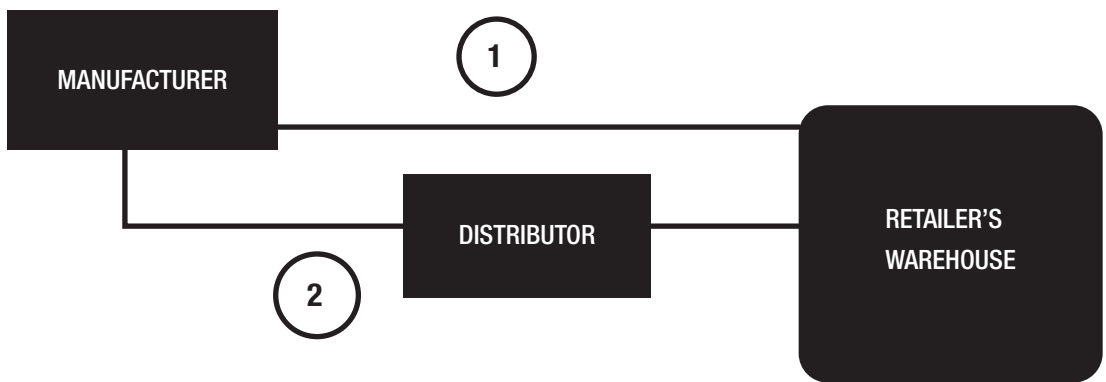 1
MANUFACTURER
DISTRIBUTOR
RETAILER'S
WAREHOUSE
2